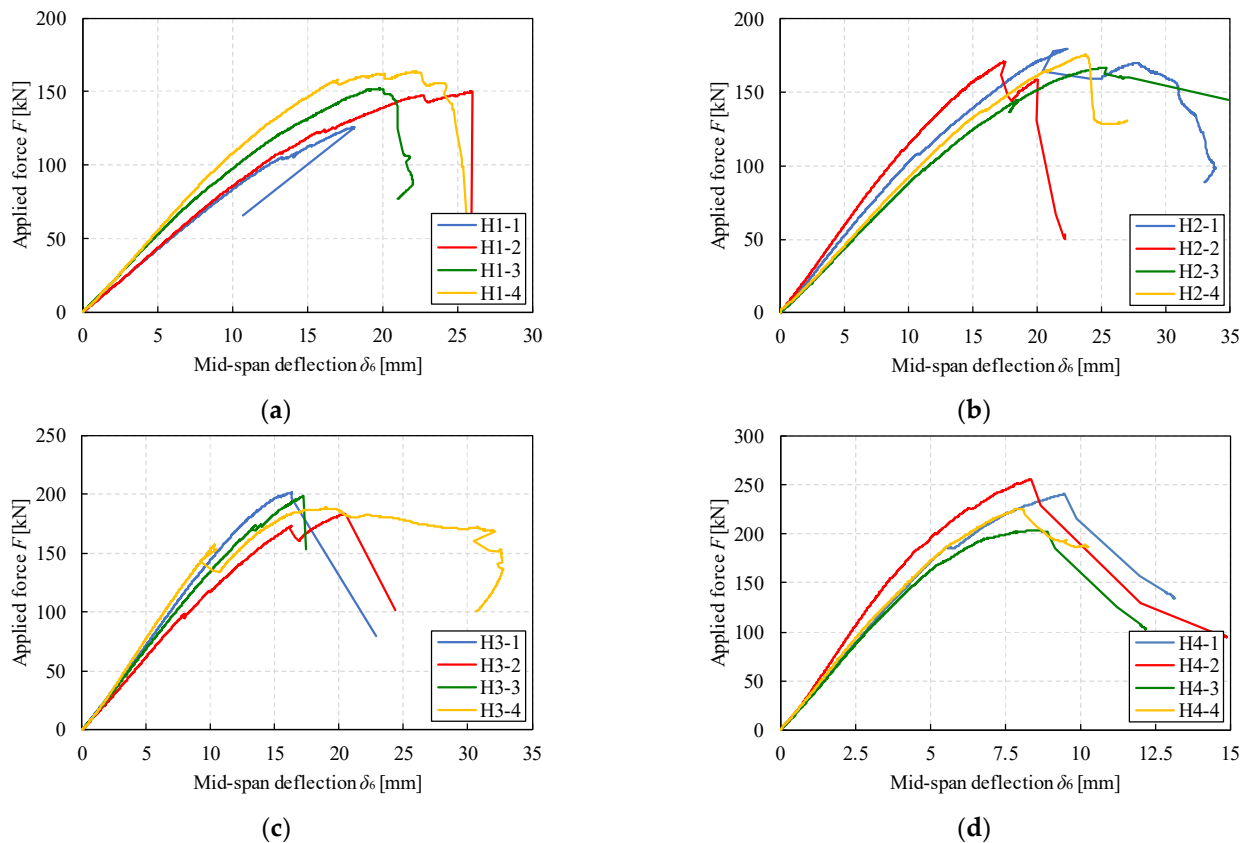 200
150
100
50
0
Applied force F [kN]
0 5 10 15 20 25 30
Mid-span deflection δ6 [mm]
H1-1
H1-2
H1-3
H1-4
(a)
200
150
100
50
0
Applied force F [kN]
0 5 10 15 20 25 30 35
Mid-span deflection δ6 [mm]
H2-1
H2-2
H2-3
H2-4
(b)
250
200
150
100
50
0
Applied force F [kN]
0 5 10 15 20 25 30 35
Mid-span deflection δ6 [mm]
H3-1
H3-2
H3-3
H3-4
(c)
300
250
200
150
100
50
0
Applied force F [kN]
0 2.5 5 7.5 10 12.5 15
Mid-span deflection δ6 [mm]
H4-1
H4-2
H4-3
H4-4
(d)